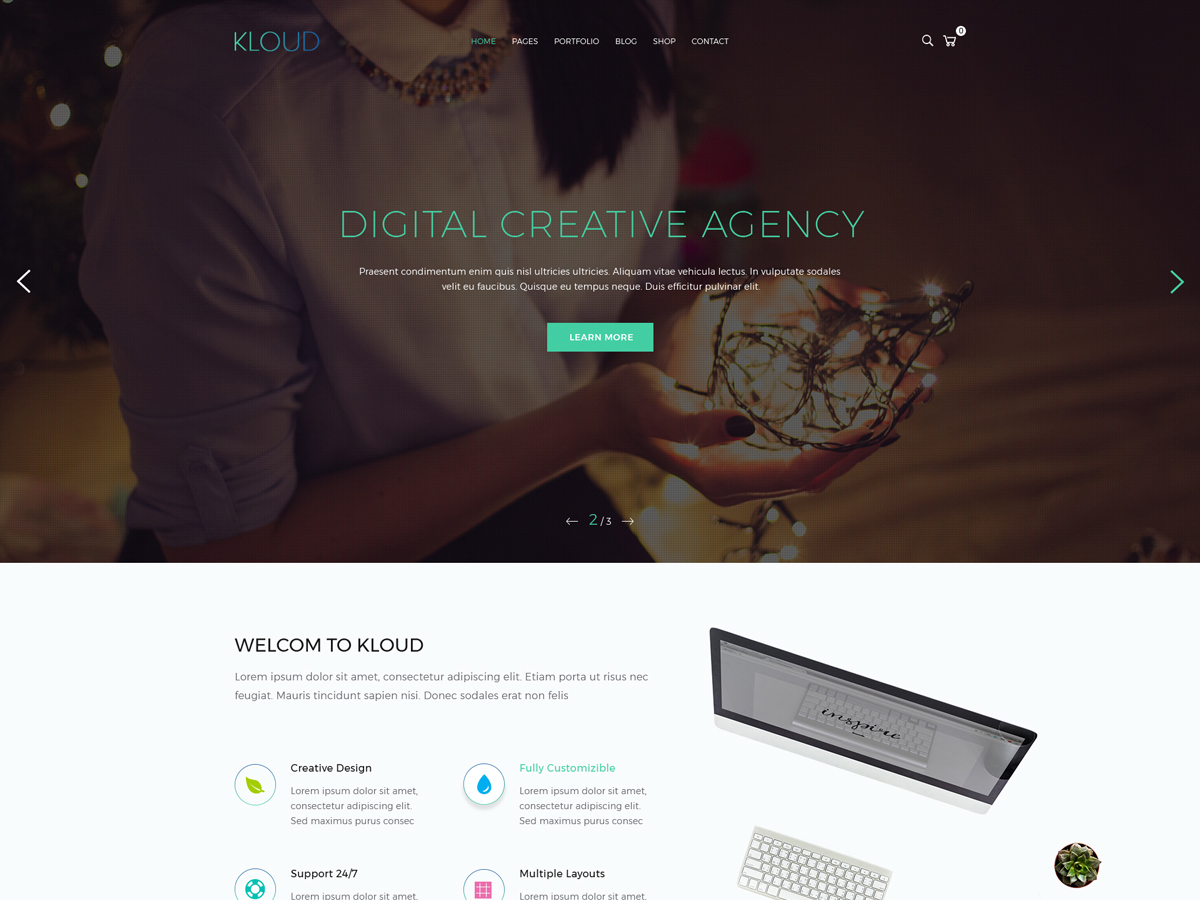 KLOUD
HOME PAGES PORTFOLIO BLOG SHOP CONTACT
0
DIGITAL CREATIVE AGENCY
Praesent condimentum enim quis nisl ultricies ultricies. Aliquam vitae vehicula lectus. In vulputate sodales
velit eu faucibus. Quisque eu tempus neque. Duis efficitur pulvinar elit.
LEARN MORE
2 / 3
WELCOM TO KLOUD
Lorem ipsum dolor sit amet, consectetur adipiscing elit. Etiam porta ut risus nec
feugiat. Mauris tincidunt sapien nisi. Donec sodales erat non felis
inspire
Creative Design
Lorem ipsum dolor sit amet,
consectetur adipiscing elit.
Sed maximus purus consec
Fully Customizible
Lorem ipsum dolor sit amet,
consectetur adipiscing elit.
Sed maximus purus consec
Support 24/7
Lorem ipsum dolor sit amet,
Multiple Layouts
Lorem ipsum dolor sit amet,